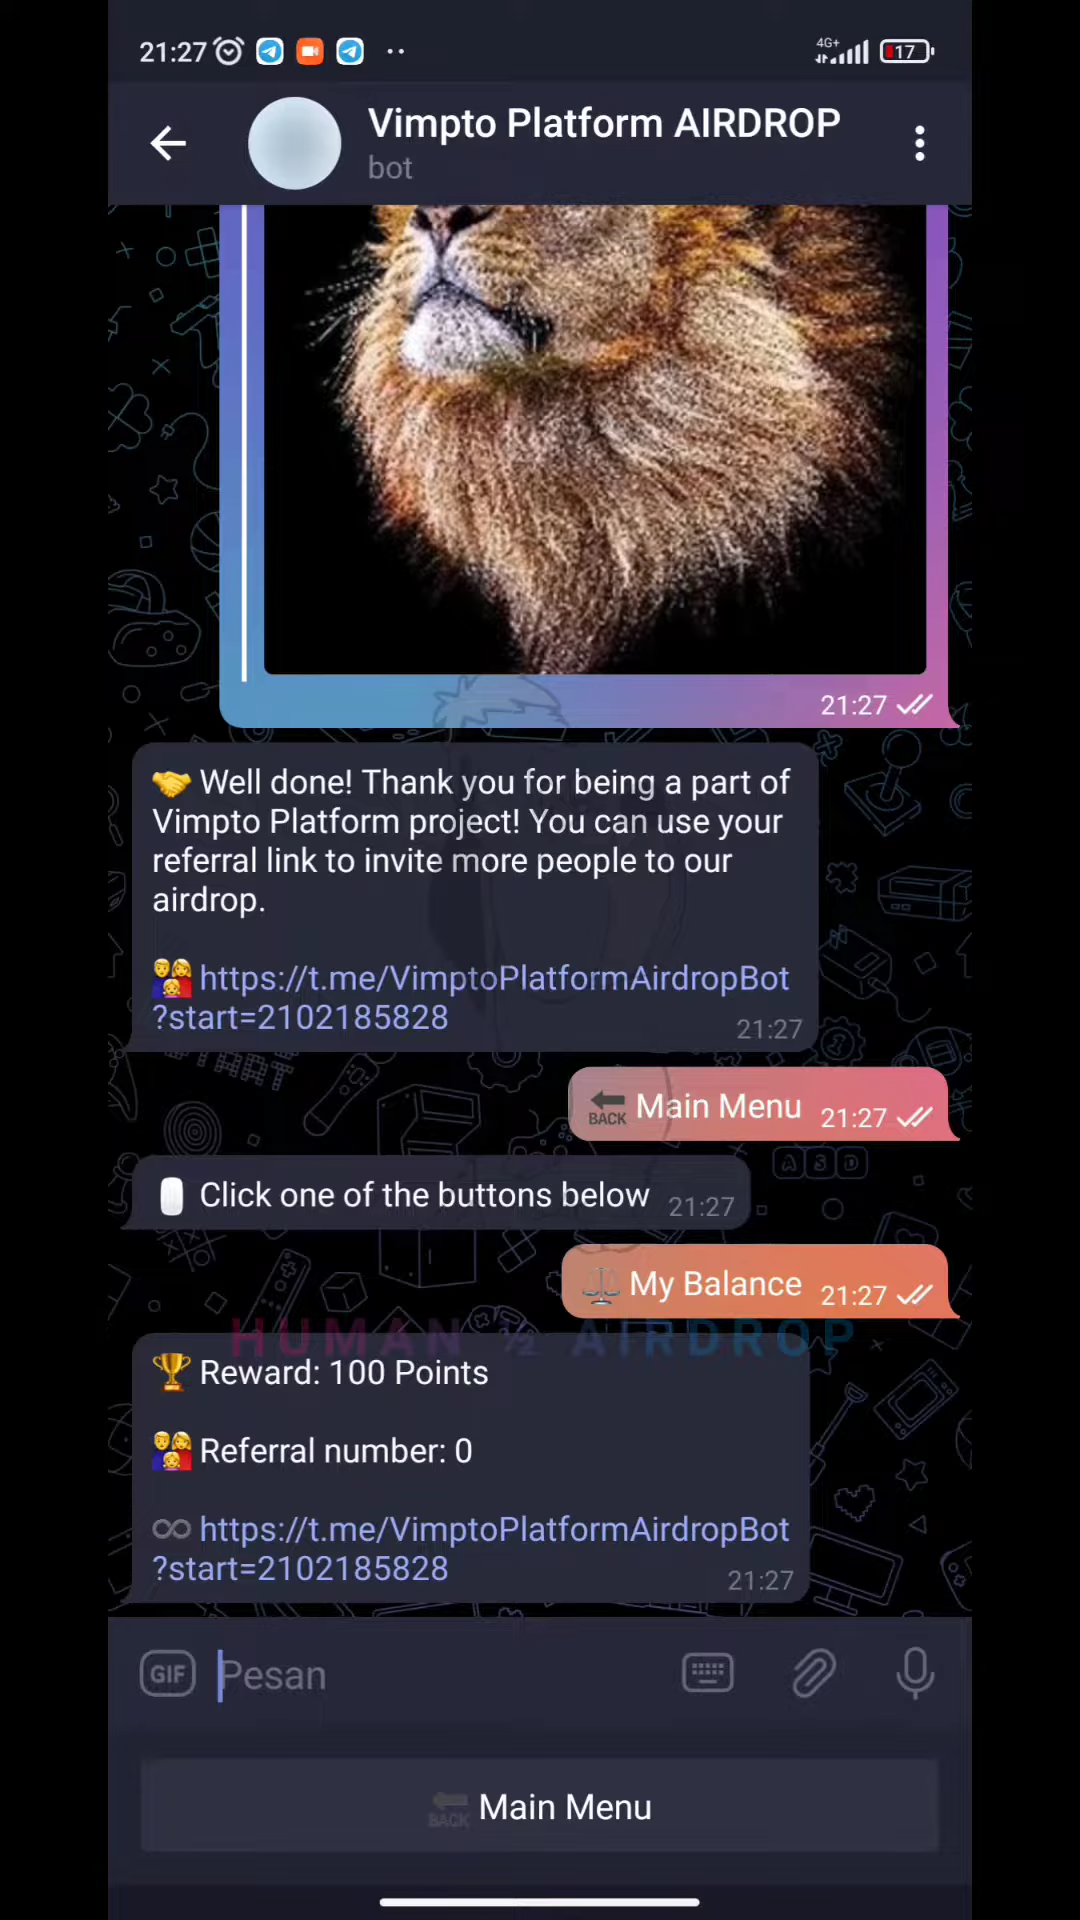 21:27
4G+
17
Vimpto Platform AIRDROP
bot
21:27
Well done! Thank you for being a part of
Vimpto Platform project! You can use your
referral link to invite more people to our
airdrop.
https://t.me/VimptoPlatformAirdropBot
?start=2102185828
21:27
BACK Main Menu 21:27
Click one of the buttons below 21:27
My Balance 21:27
HUMAN ½ AIRDROP
Reward: 100 Points
Referral number: 0
https://t.me/VimptoPlatformAirdropBot
?start=2102185828
21:27
GIF Pesan
BACK Main Menu